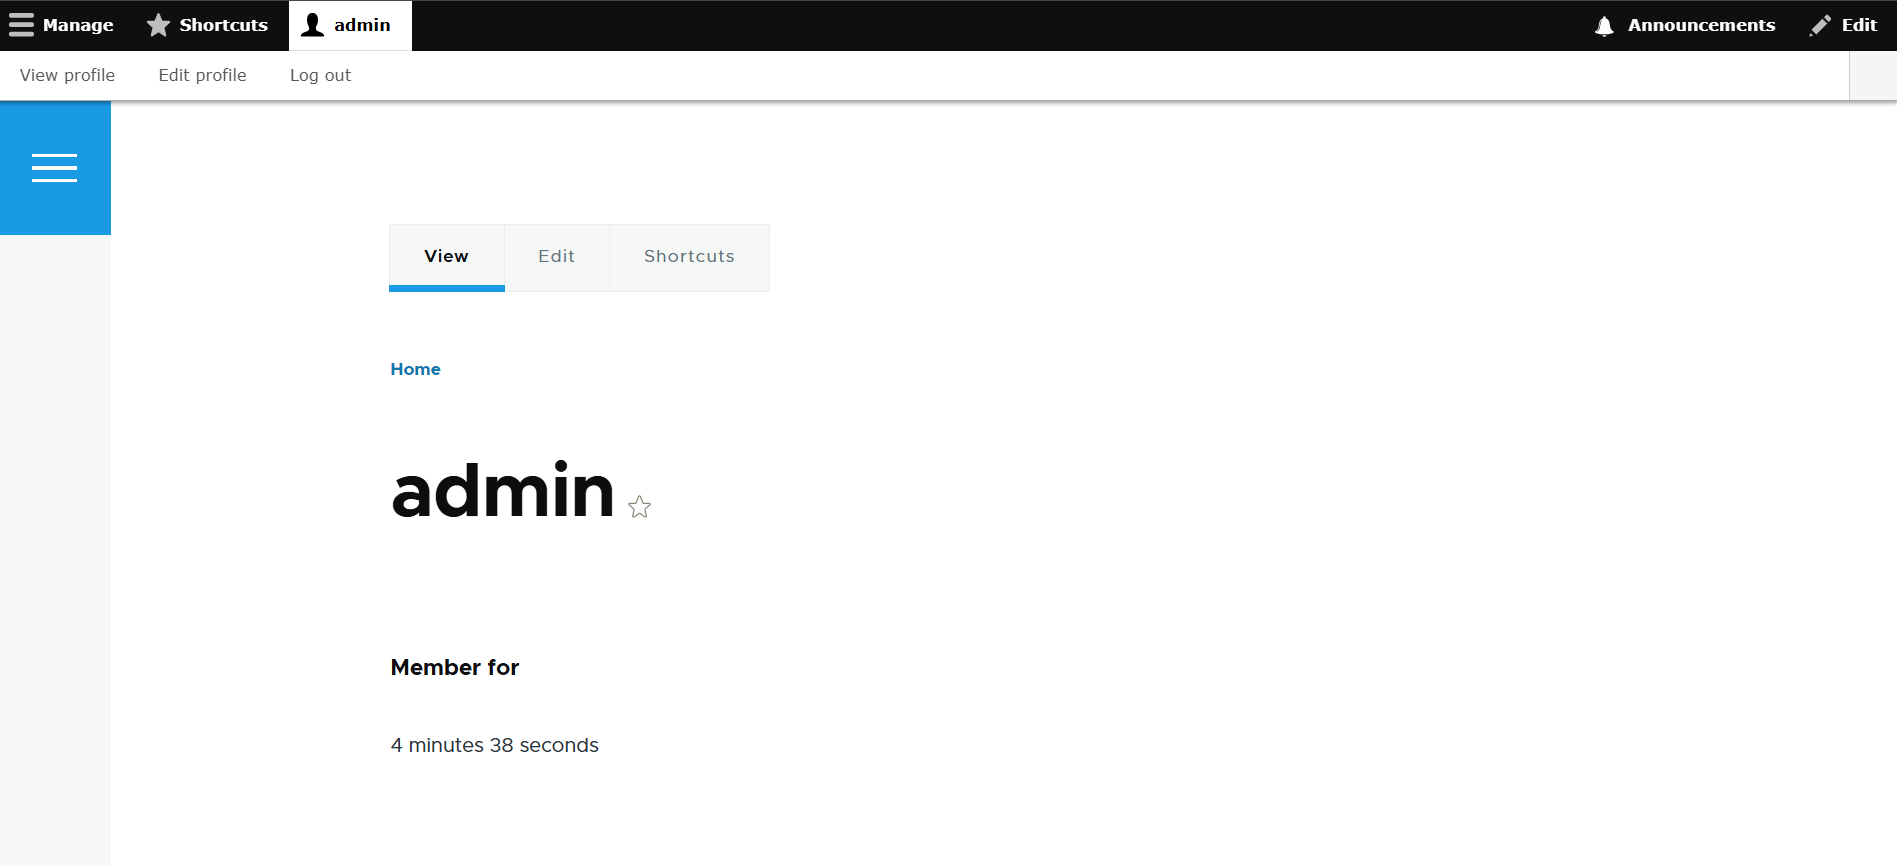 Manage Shortcuts admin Announcements Edit
View profile Edit profile Log out
View Edit Shortcuts
Home
admin
Member for
4 minutes 38 seconds